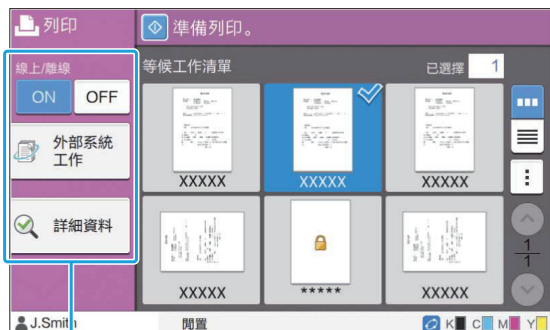 列印
準備列印。
線上/離線
ON OFF
外部系統
工作
詳細資料
等候工作清單
已選擇 1
XXXXX XXXXX XXXXX
XXXXX ***** XXXXX
1
1
J.Smith
閒置
K C M Y